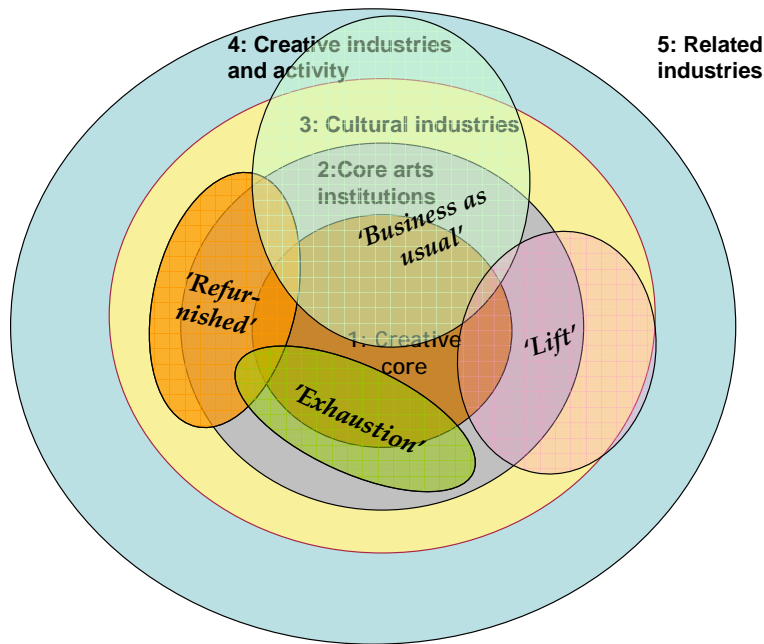 4: Creative industries
and activity
5: Related
industries
3: Cultural industries
2:Core arts
institutions
‘Business as
usual’
’Refur-
nished’
1: Creative
core
‘Lift’
’Exhaustion’